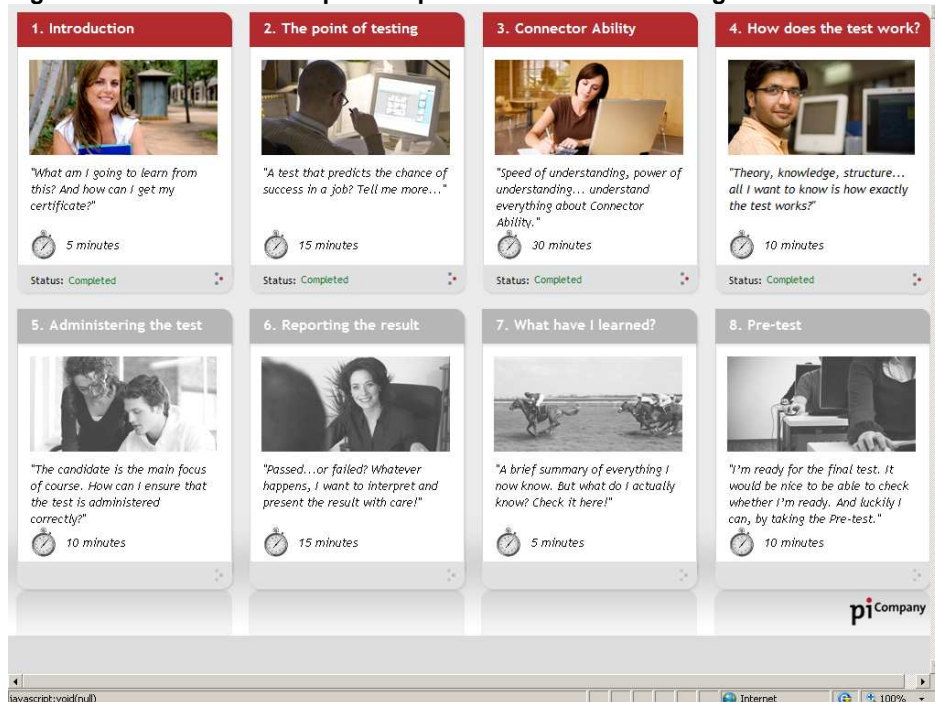 1. Introduction
"What am I going to learn from
this? And how can I get my
certificate?"
5 minutes
Status: Completed
2. The point of testing
"A test that predicts the chance of
success in a job? Tell me more..."
15 minutes
Status: Completed
3. Connector Ability
"Speed of understanding, power of
understanding... understand
everything about Connector
Ability."
30 minutes
Status: Completed
4. How does the test work?
"Theory, knowledge, structure...
all I want to know is how exactly
the test works?"
10 minutes
Status: Completed
5. Administering the test
"The candidate is the main focus
of course. How can I ensure that
the test is administered
correctly?"
10 minutes
6. Reporting the result
"Passed...or failed? Whatever
happens, I want to interpret and
present the result with care!"
15 minutes
7. What have I learned?
"A brief summary of everything I
now know. But what do I actually
know? Check it here!"
5 minutes
8. Pre-test
"I'm ready for the final test. It
would be nice to be able to check
whether I'm ready. And luckily I
can, by taking the Pre-test."
10 minutes
pi Company
javascript:void(null)
Internet
100%